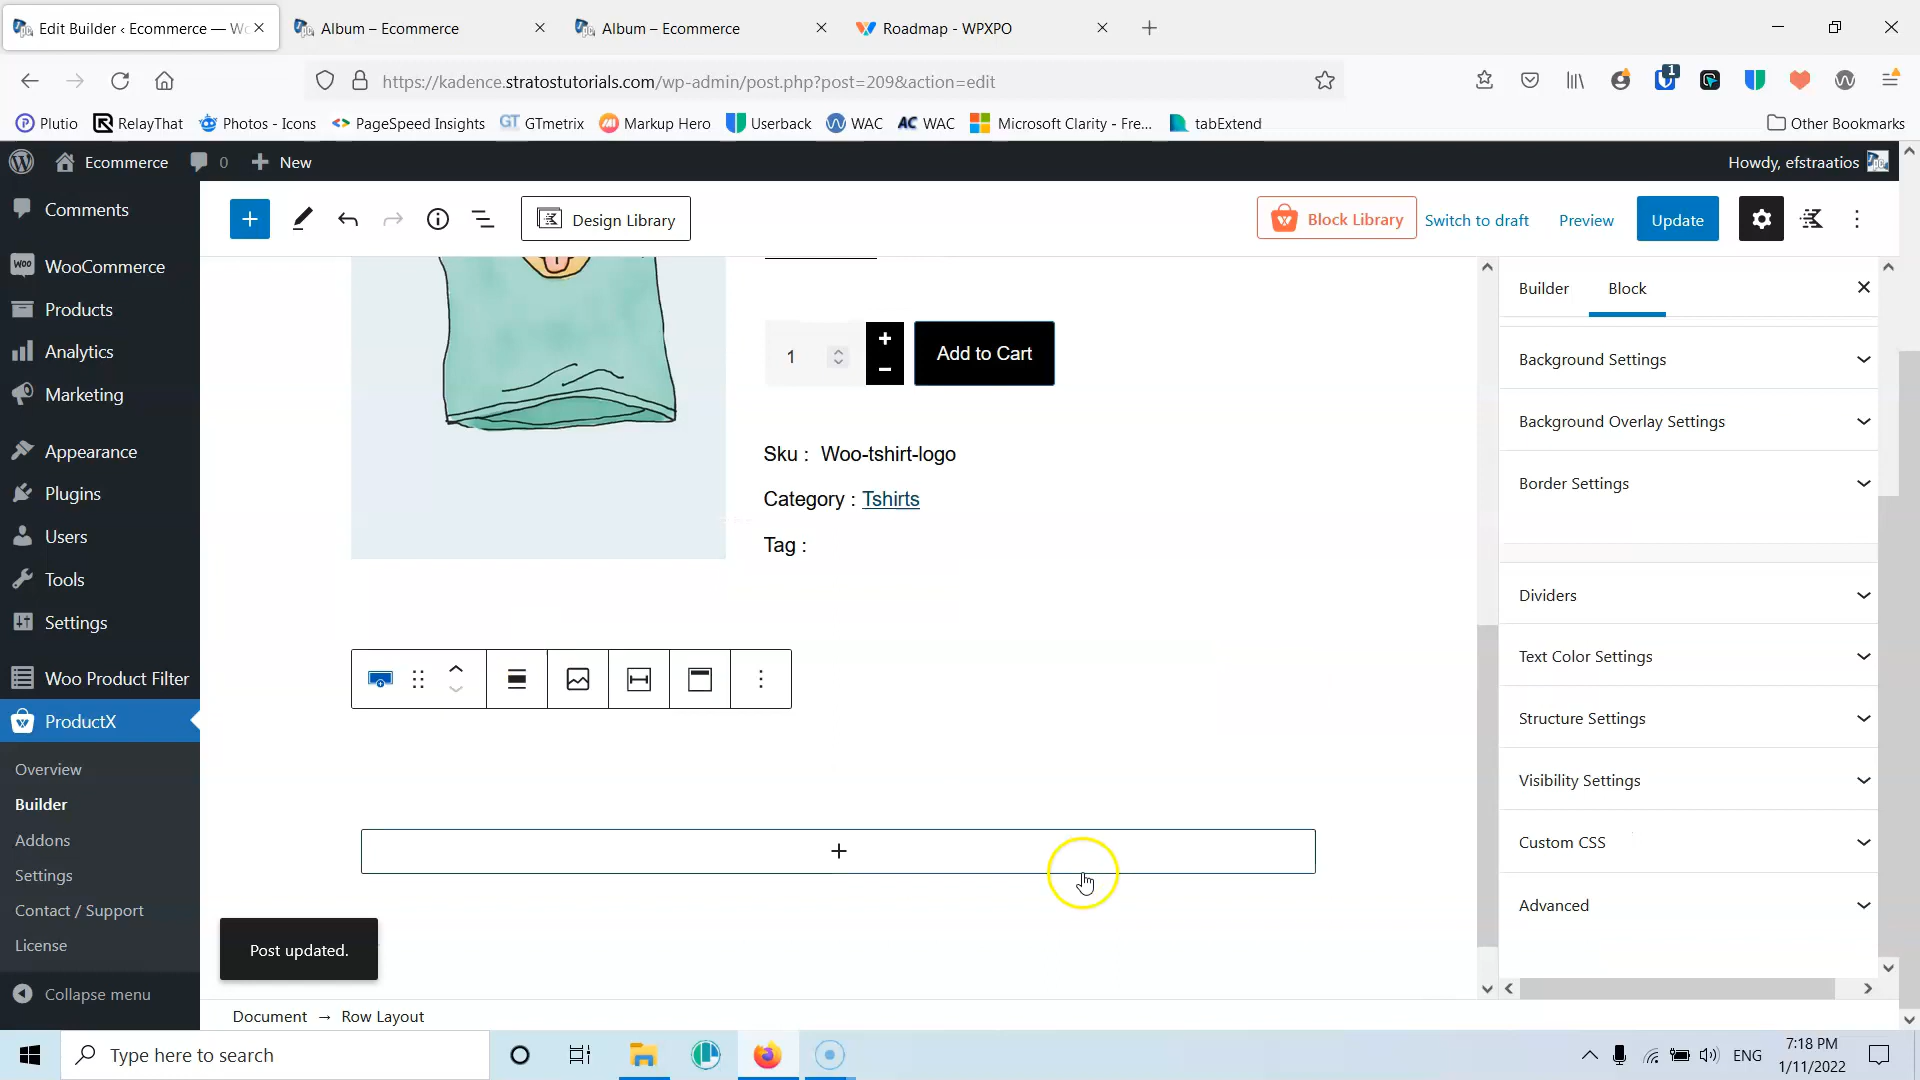 Edit Builder ‹ Ecommerce — Wo
Album – Ecommerce
Album – Ecommerce
Roadmap - WPXPO
https://kadence.stratostutorials.com/wp-admin/post.php?post=209&action=edit
1
Plutio
RelayThat
Photos - Icons
PageSpeed Insights
GT GTmetrix
Markup Hero
Userback
WAC
AC WAC
Microsoft Clarity - Fre...
tabExtend
Other Bookmarks
Ecommerce
0
New
Howdy, efstraatios
Comments
WooCommerce
Products
Analytics
Marketing
Appearance
Plugins
Users
Tools
Settings
Woo Product Filter
ProductX
Overview
Builder
Addons
Settings
Contact / Support
License
Collapse menu
Design Library
Block Library
Switch to draft
Preview
Update
1
Add to Cart
Sku : Woo-tshirt-logo
Category : Tshirts
Tag :
Post updated.
Document → Row Layout
Builder
Block
Background Settings
Background Overlay Settings
Border Settings
Dividers
Text Color Settings
Structure Settings
Visibility Settings
Custom CSS
Advanced
Type here to search
ENG
7:18 PM
1/11/2022